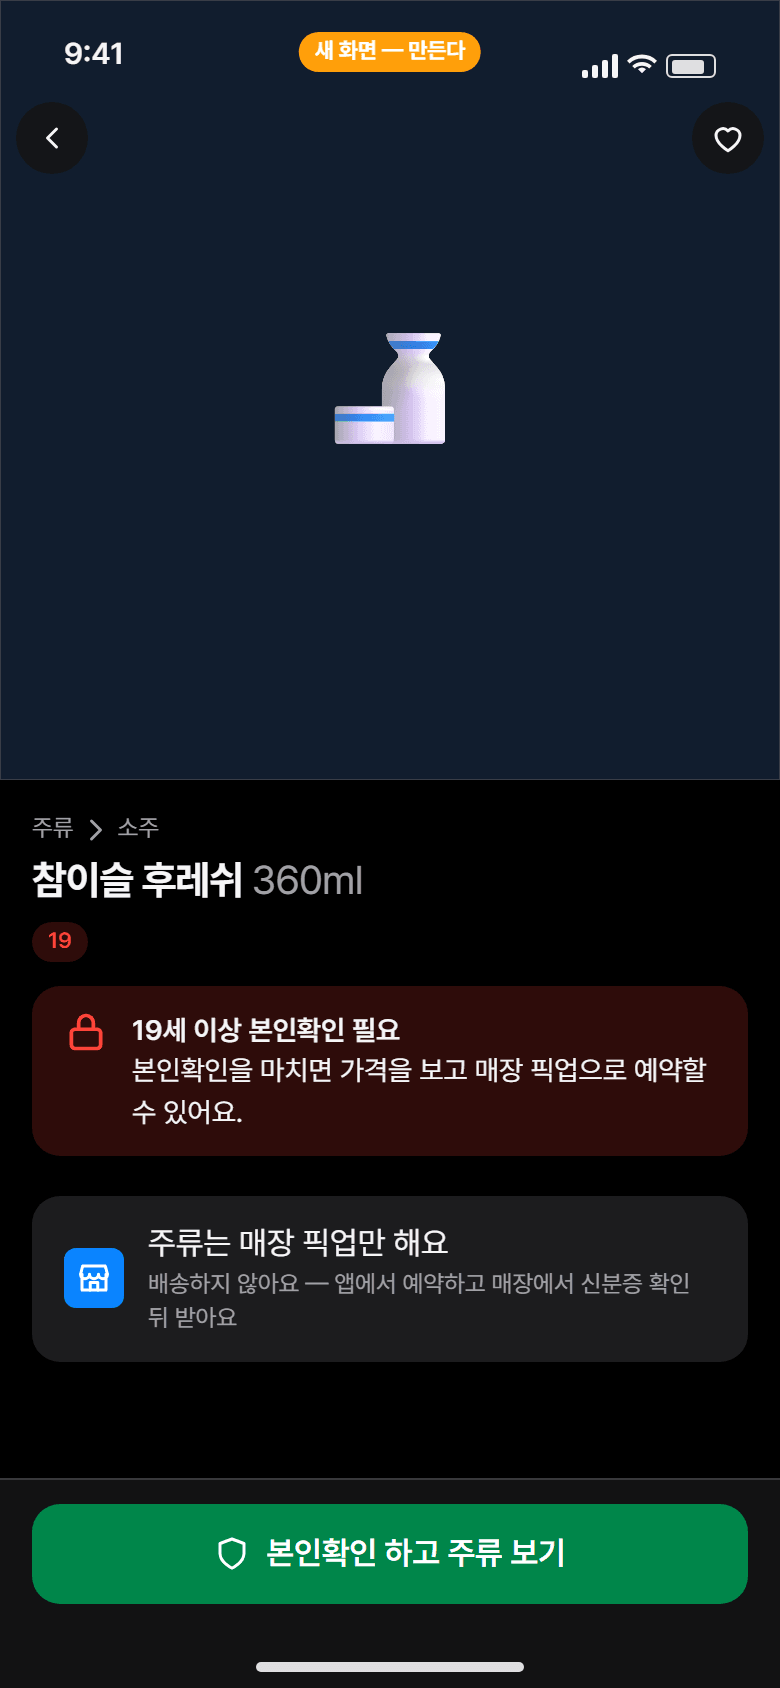 9:41
새 화면 — 만든다
주류 > 소주
참이슬 후레쉬 360ml
19
19세 이상 본인확인 필요
본인확인을 마치면 가격을 보고 매장 픽업으로 예약할
수 있어요.
주류는 매장 픽업만 해요
배송하지 않아요 — 앱에서 예약하고 매장에서 신분증 확인
뒤 받아요
본인확인 하고 주류 보기